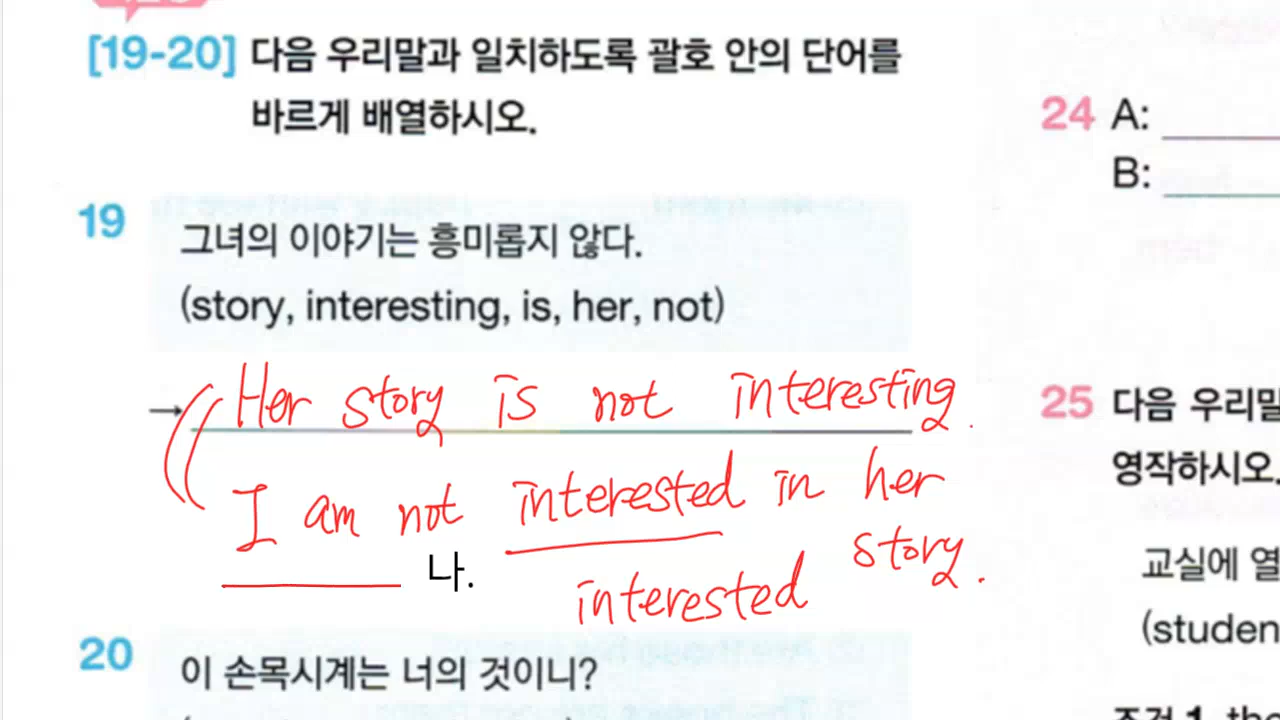 [19-20] 다음 우리말과 일치하도록 괄호 안의 단어를
바르게 배열하시오.
19
그녀의 이야기는 흥미롭지 않다.
(story, interesting, is, her, not)
→ Her story is not interesting.
I am not interested in her
story.
나.
interested
20
이 손목시계는 너의 것이니?
24 A:
B:
25 다음 우리말
영작하시오.
교실에 열
(studen
조건 1. the